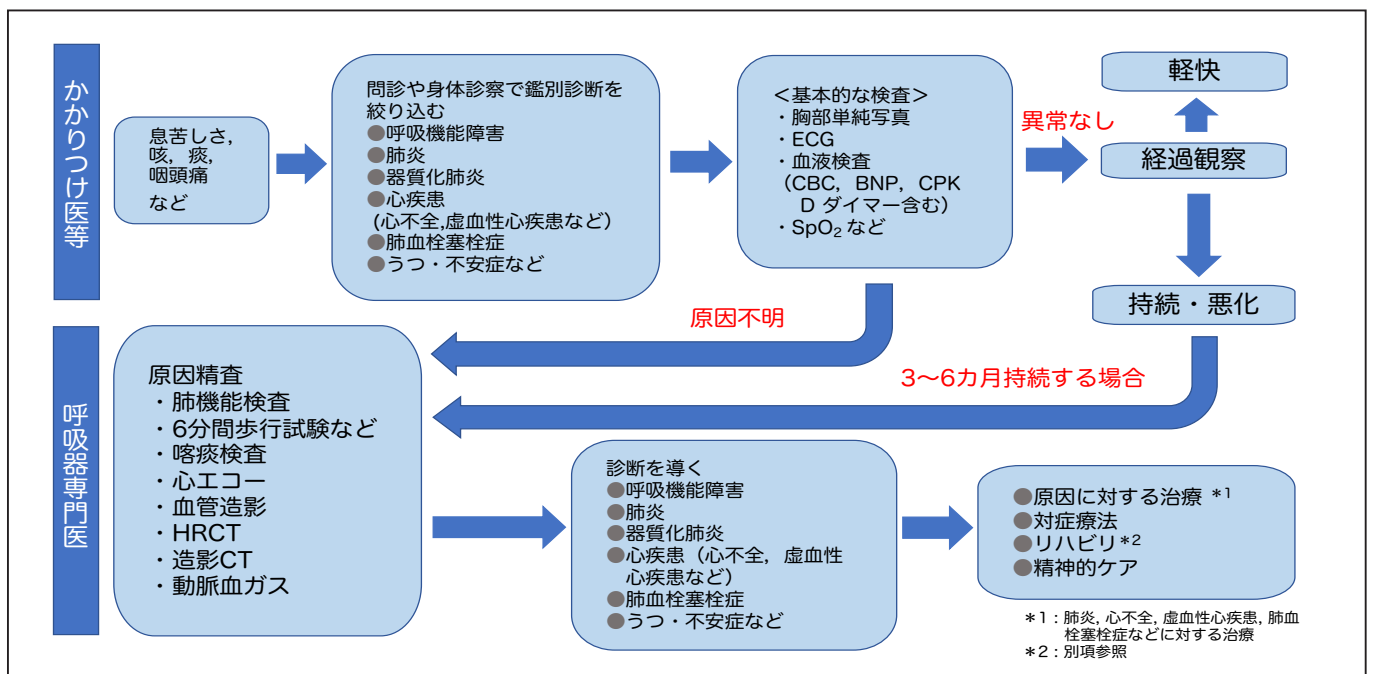 かかりつけ医等
息苦しさ，
咳，痰，
咽頭痛
など
問診や身体診察で鑑別診断を
絞り込む
●呼吸機能障害
●肺炎
●器質化肺炎
●心疾患
(心不全,虚血性心疾患など)
●肺血栓塞栓症
●うつ・不安症など
＜基本的な検査＞
・胸部単純写真
・ECG
・血液検査
（CBC，BNP，CPK
D ダイマー含む）
・SpO₂ など
異常なし
軽快
経過観察
持続・悪化
原因不明
3～6カ月持続する場合
呼吸器専門医
原因精査
・肺機能検査
・6分間歩行試験など
・喀痰検査
・心エコー
・血管造影
・HRCT
・造影CT
・動脈血ガス
診断を導く
●呼吸機能障害
●肺炎
●器質化肺炎
●心疾患（心不全，虚血性
心疾患など）
●肺血栓塞栓症
●うつ・不安症など
●原因に対する治療 *1
●対症療法
●リハビリ*2
●精神的ケア
＊1：肺炎, 心不全, 虚血性心疾患, 肺血
栓塞栓症などに対する治療
＊2：別項参照